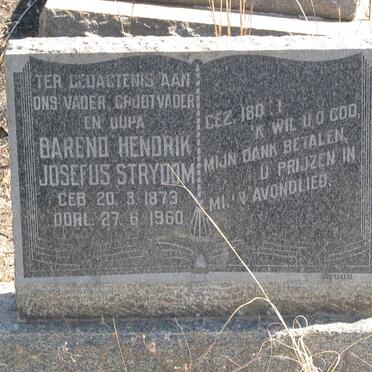 TER GEDAGTENIS AAN
ONS VADER, GROOTVADER
EN OUPA
BAREND HENDRIK
JOSEFUS STRYDOM
GEB. 20. 3. 1873
OORL. 27. 6. 1960
GEZ. 180: 1
'K WIL U, O GOD,
MIJN DANK BETALEN,
U PRIJZEN IN
MIJN AVONDLIED.